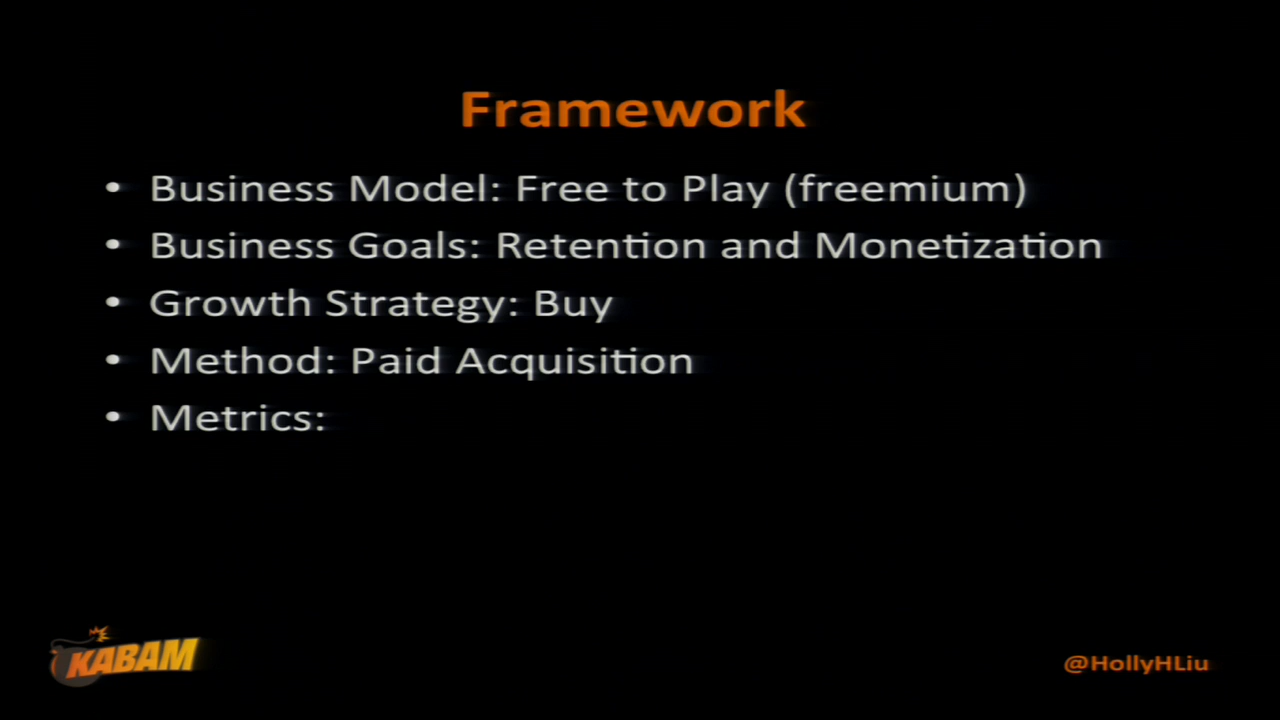 Framework
• Business Model: Free to Play (freemium)
• Business Goals: Retention and Monetization
• Growth Strategy: Buy
• Method: Paid Acquisition
• Metrics:
KABAM
@HollyHLiu